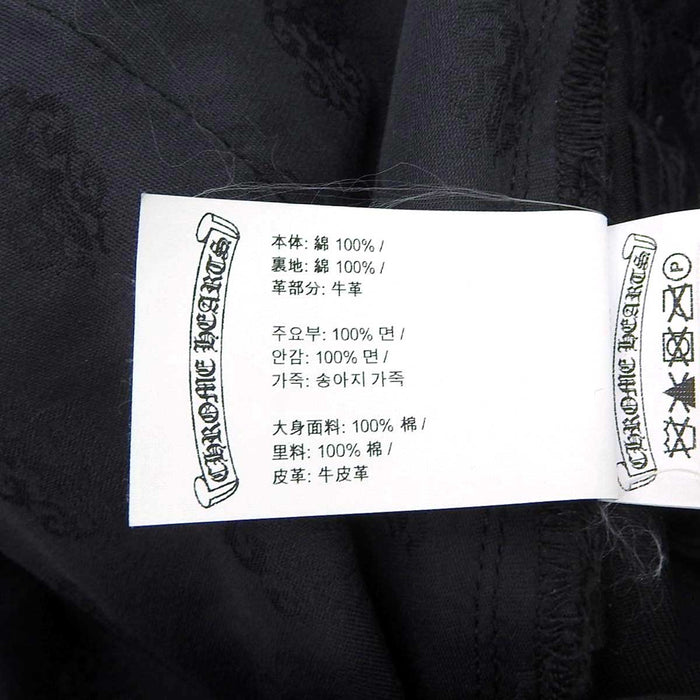 CHROME HEARTS
本体: 綿 100% /
裏地: 綿 100% /
革部分: 牛革
주요부: 100% 면 /
안감: 100% 면 /
가죽: 송아지 가죽
大身面料: 100% 棉 /
里料: 100% 棉 /
皮革: 牛皮革
CHROME HEARTS
P